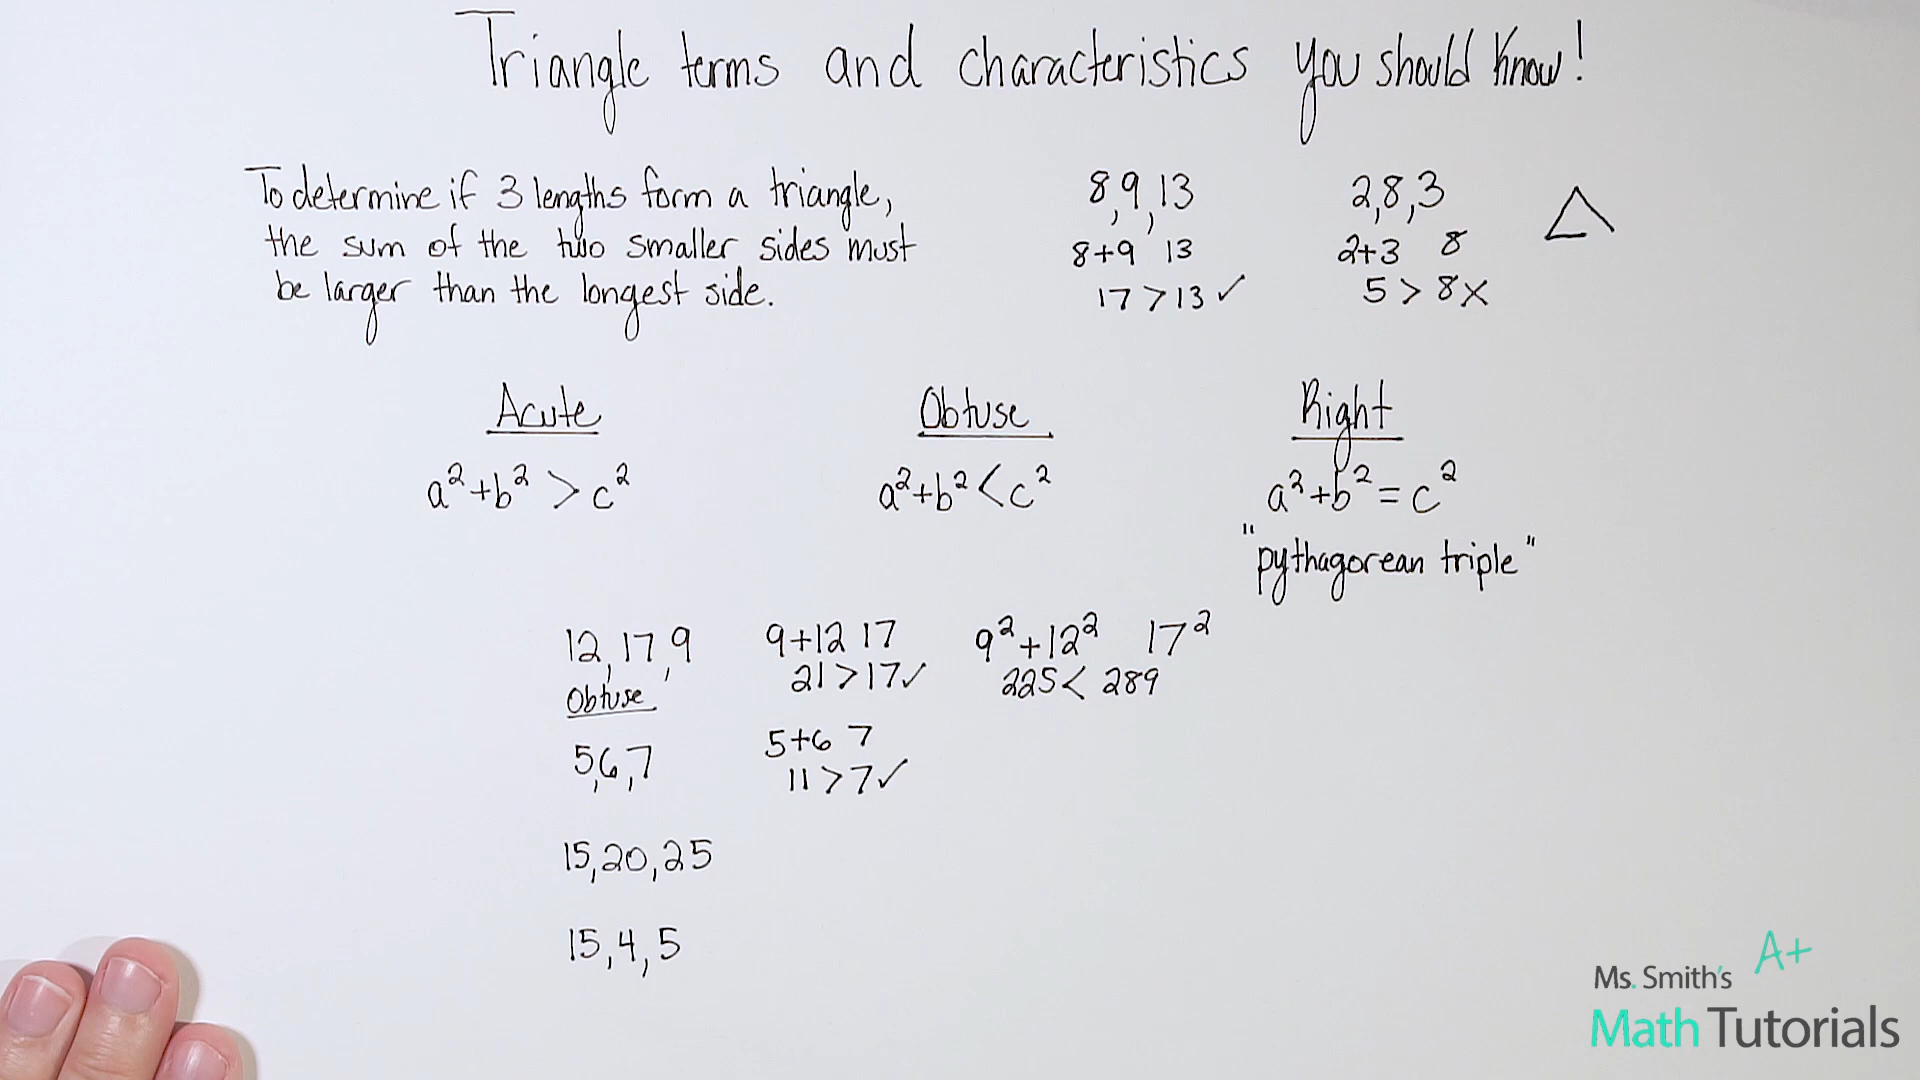 Triangle terms and characteristics you should know!
To determine if 3 lengths form a triangle,
the sum of the two smaller sides must
be larger than the longest side.
8,9,13
8+9 13
17 > 13 ✓
2,8,3
2+3 8
5 > 8 X
Acute
a²+b² > c²
Obtuse
a²+b² < c²
Right
a²+b² = c²
"pythagorean triple"
12,17,9 9+12 17 9²+12² 17²
Obtuse 21 > 17 ✓ 225 < 289
5,6,7 5+6 7
11 > 7 ✓
15,20,25
15,4,5
A+
Ms. Smith's
Math Tutorials